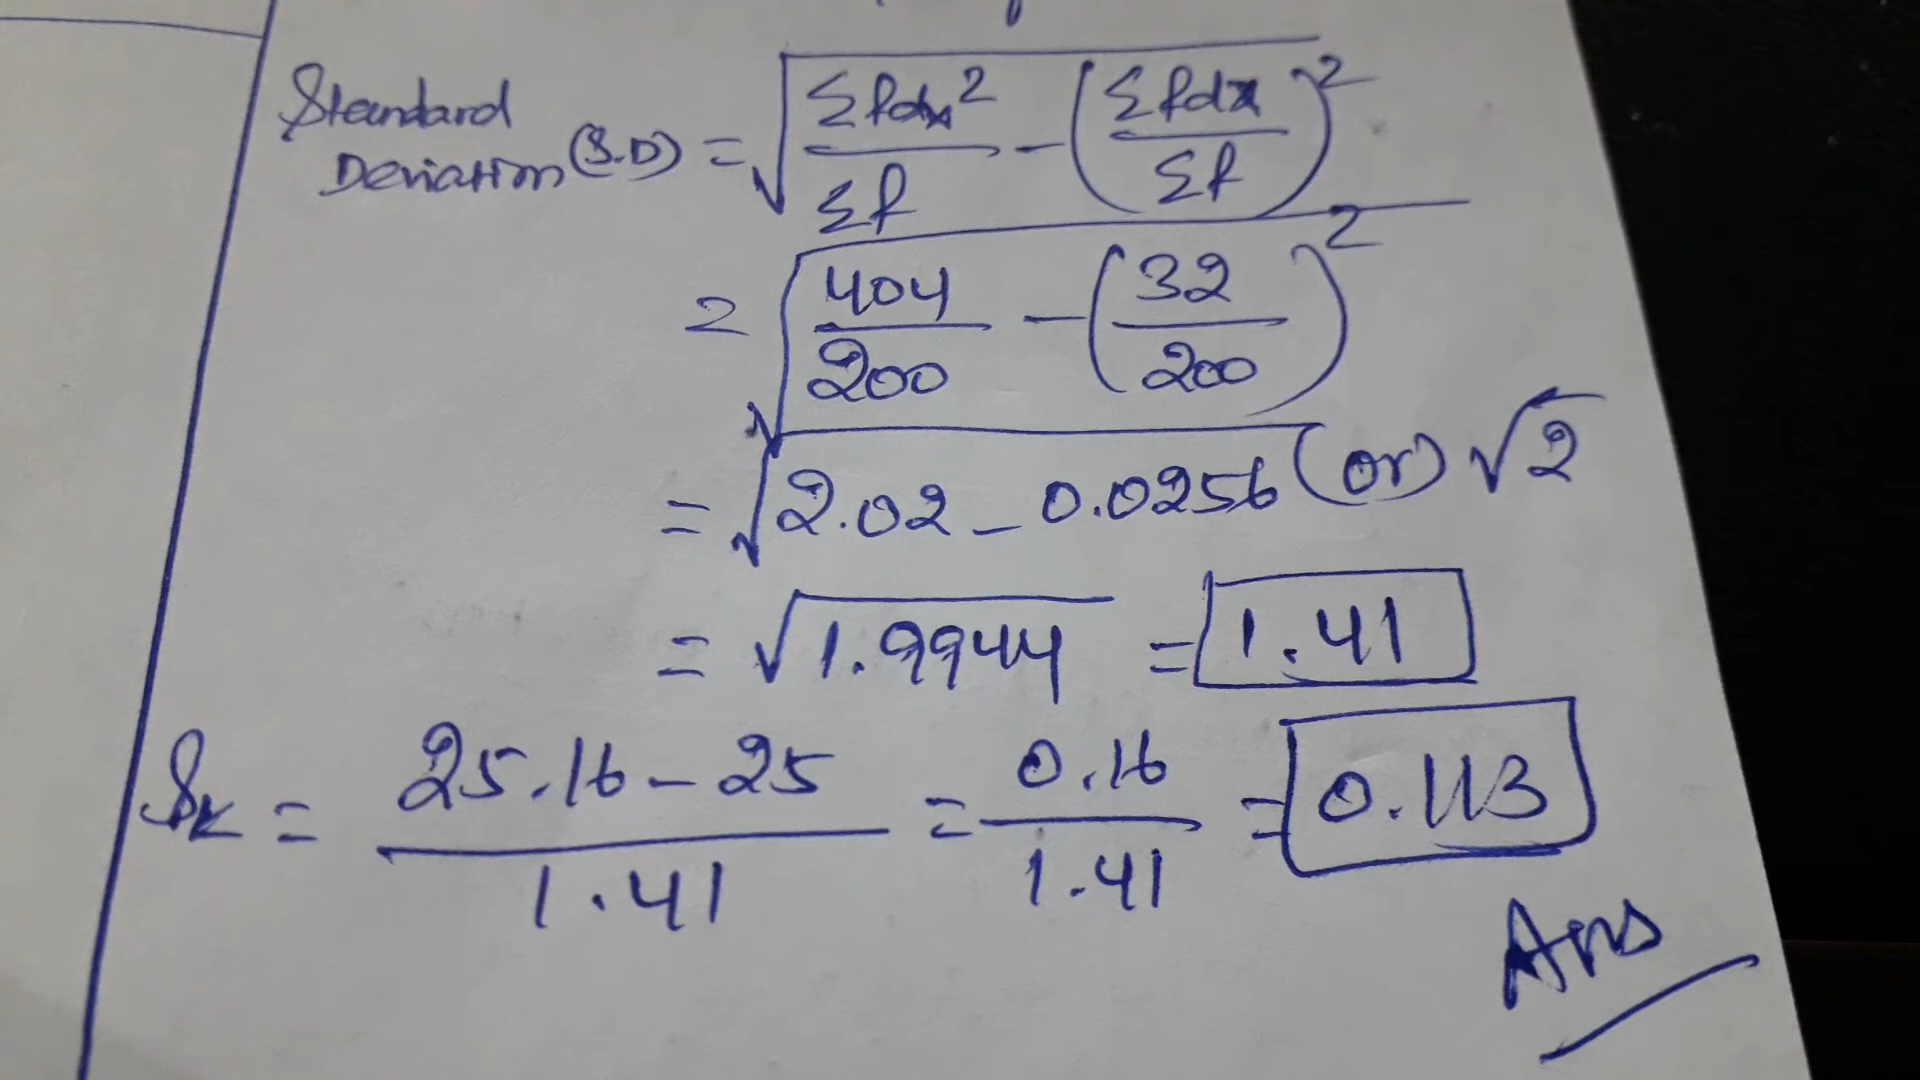 Standard Deviation (S.D) = √(Σfdx²/Σf - (Σfdx/Σf)²)
= √(404/200 - (32/200)²)
= √(2.02 - 0.0256) (or) √2
= √1.9944 = 1.41
Sk = (25.16 - 25)/1.41 = 0.16/1.41 = 0.113
Ans